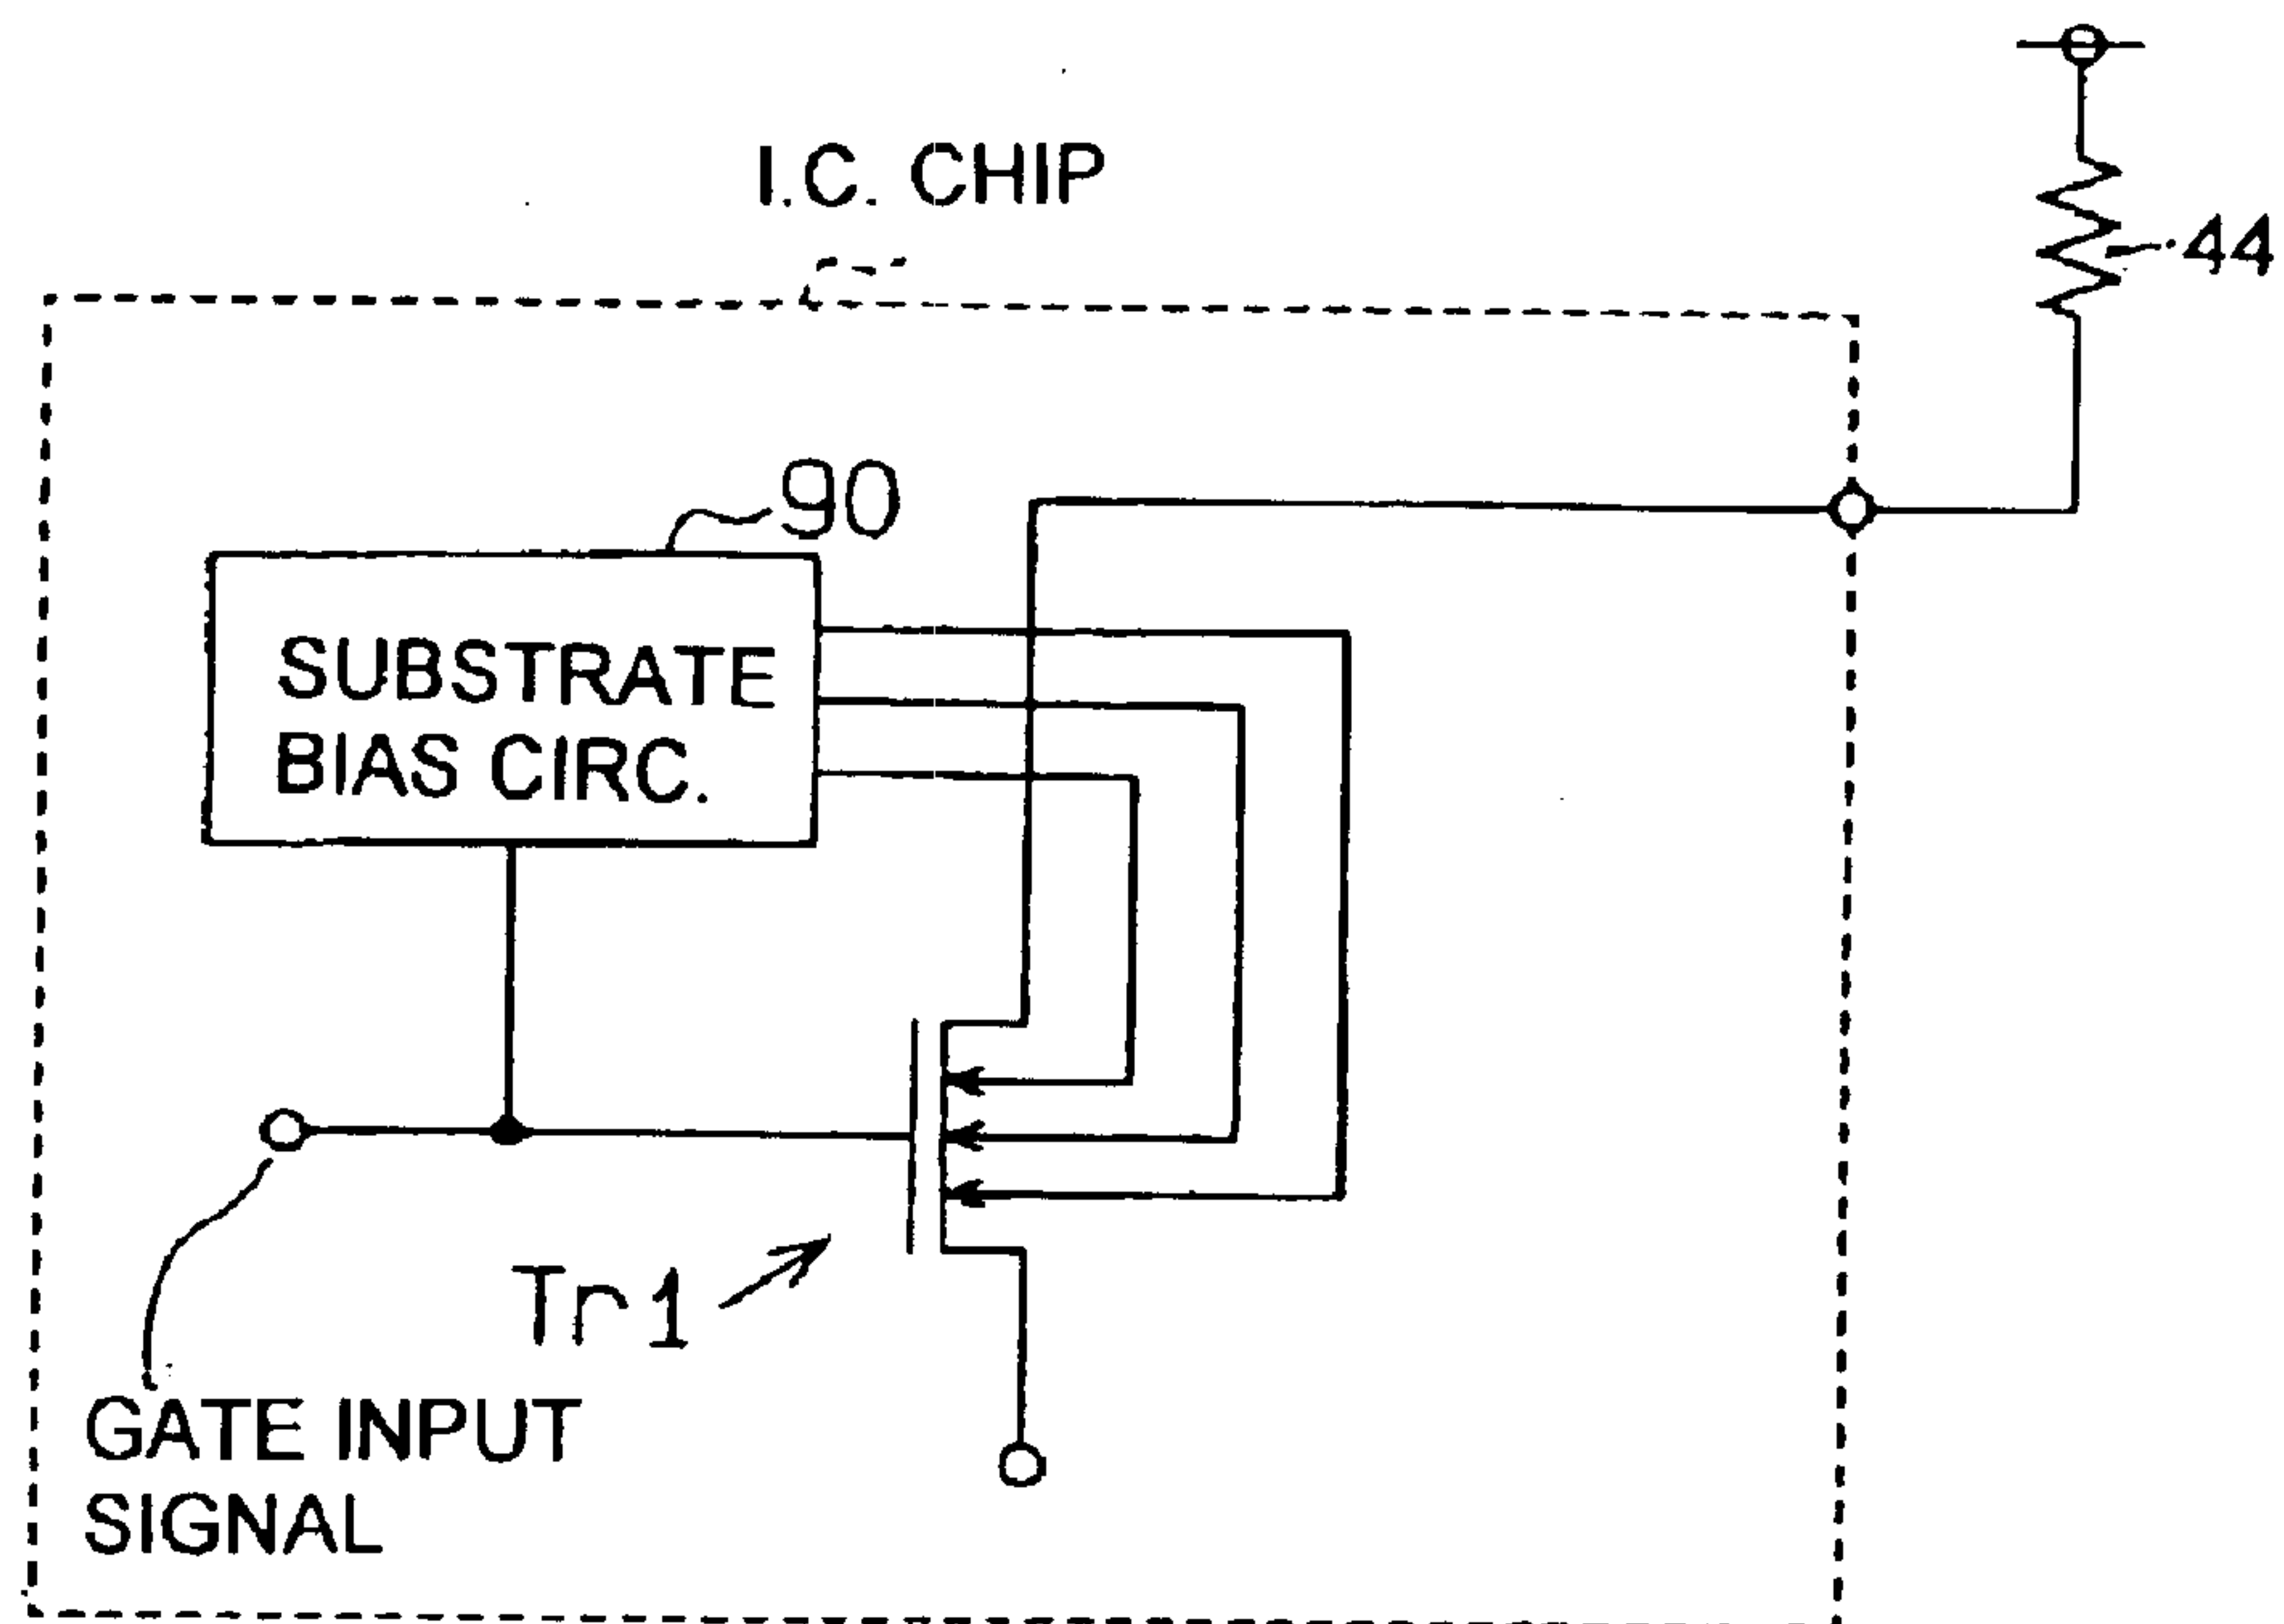 I.C. CHIP
44
90
SUBSTRATE
BIAS CIRC.
Tr1
GATE INPUT
SIGNAL